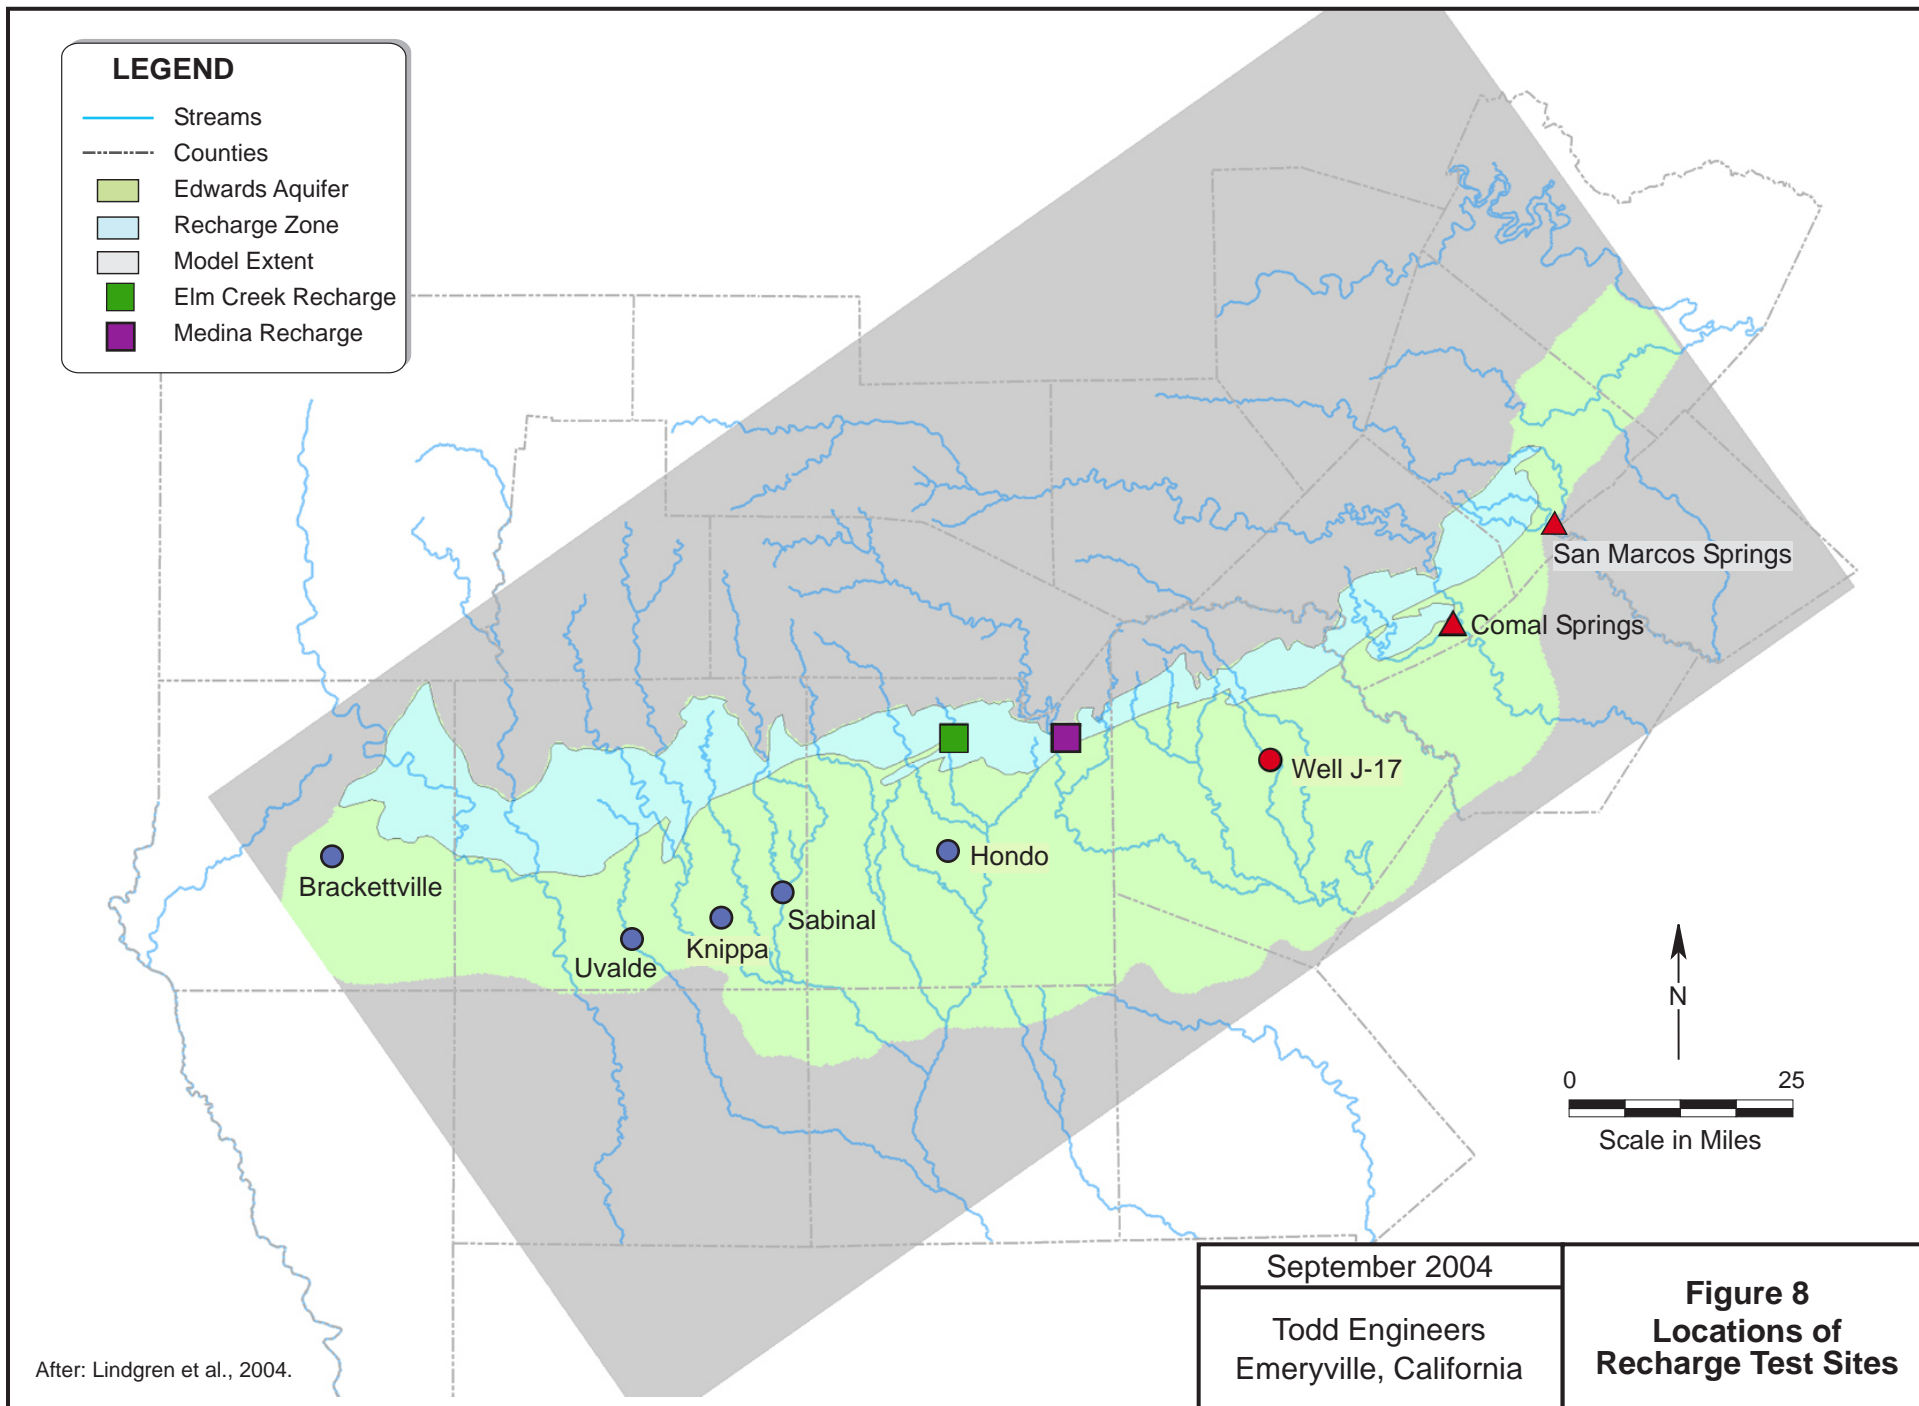 LEGEND
Streams
Counties
Edwards Aquifer
Recharge Zone
Model Extent
Elm Creek Recharge
Medina Recharge
San Marcos Springs
Comal Springs
Well J-17
Hondo
Brackettville
Sabinal
Knippa
Uvalde
N
0 25
Scale in Miles
September 2004
Todd Engineers
Emeryville, California
Figure 8
Locations of
Recharge Test Sites
After: Lindgren et al., 2004.